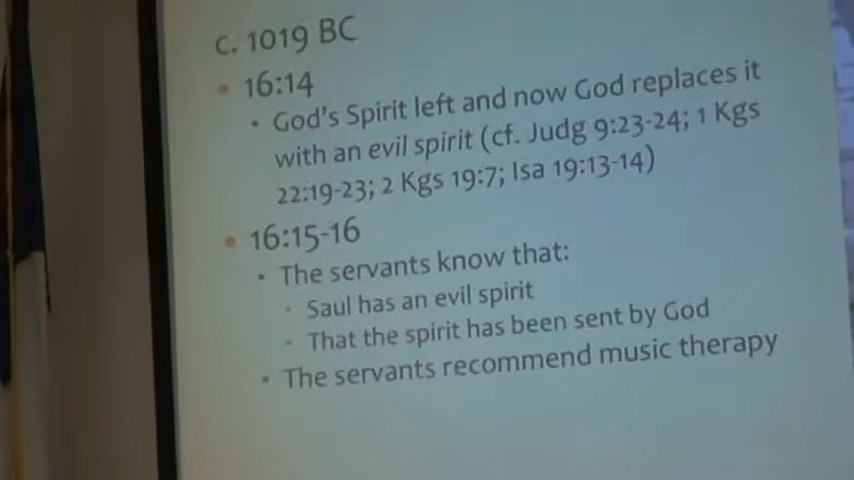 c. 1019 BC
• 16:14
• God's Spirit left and now God replaces it
with an evil spirit (cf. Judg 9:23-24; 1 Kgs
22:19-23; 2 Kgs 19:7; Isa 19:13-14)
• 16:15-16
• The servants know that:
• Saul has an evil spirit
• That the spirit has been sent by God
• The servants recommend music therapy